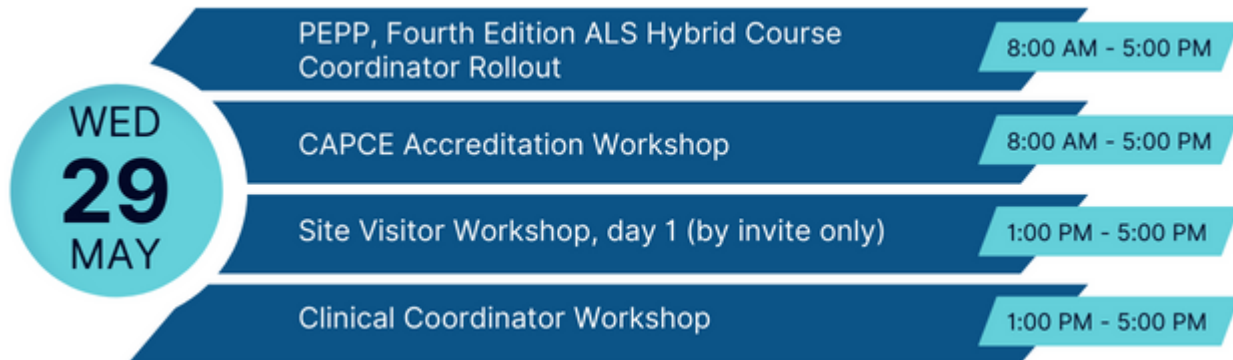 WED
29
MAY
PEPP, Fourth Edition ALS Hybrid Course
Coordinator Rollout
8:00 AM - 5:00 PM
CAPCE Accreditation Workshop
8:00 AM - 5:00 PM
Site Visitor Workshop, day 1 (by invite only)
1:00 PM - 5:00 PM
Clinical Coordinator Workshop
1:00 PM - 5:00 PM